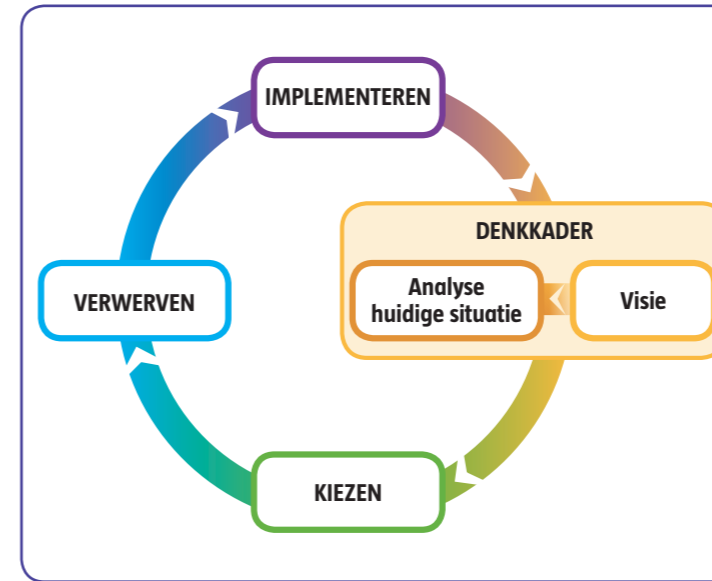 IMPLEMENTEREN
DENKKADER
Analyse
huidige situatie
Visie
VERWERVEN
KIEZEN